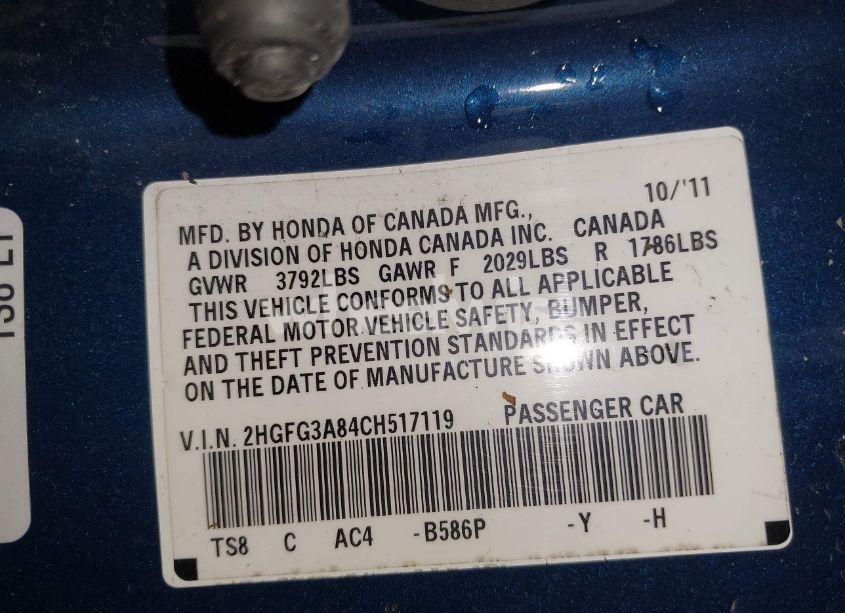 10/'11
MFD. BY HONDA OF CANADA MFG.,
A DIVISION OF HONDA CANADA INC. CANADA
GVWR 3792LBS GAWR F 2029LBS R 1786LBS
THIS VEHICLE CONFORMS TO ALL APPLICABLE
FEDERAL MOTOR VEHICLE SAFETY, BUMPER,
AND THEFT PREVENTION STANDARDS IN EFFECT
ON THE DATE OF MANUFACTURE SHOWN ABOVE.
V.I.N. 2HGFG3A84CH517119 PASSENGER CAR
TS8 C AC4 -B586P -Y -H